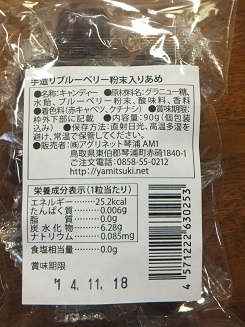 手造りブルーベリー粉末入りあめ
●名称:キャンディー ●原材料名:グラニュー糖、
水飴、ブルーベリー粉末、酸味料、香料
●着色料(赤キャベツ、クチナシ) ●賞味期限:
枠外下部に記載 ●内容量:90g(個包装
込み) ●保存方法:直射日光、高温多湿を避
け、常温で保管してください。
●販売者:㈱アグリネット琴浦 AM1
鳥取県東伯郡琴浦町赤碕1840-1
ご注文電話:0858-55-0212
http://yamitsuki.net
栄養成分表示(1粒当たり)
エネルギー 25.2kcal
たんぱく質 0.006g
脂質 0.0g
炭水化物 6.28g
ナトリウム 0.085mg
食塩相当量 0.0g
賞味期限
'14.11.18
4571222630253